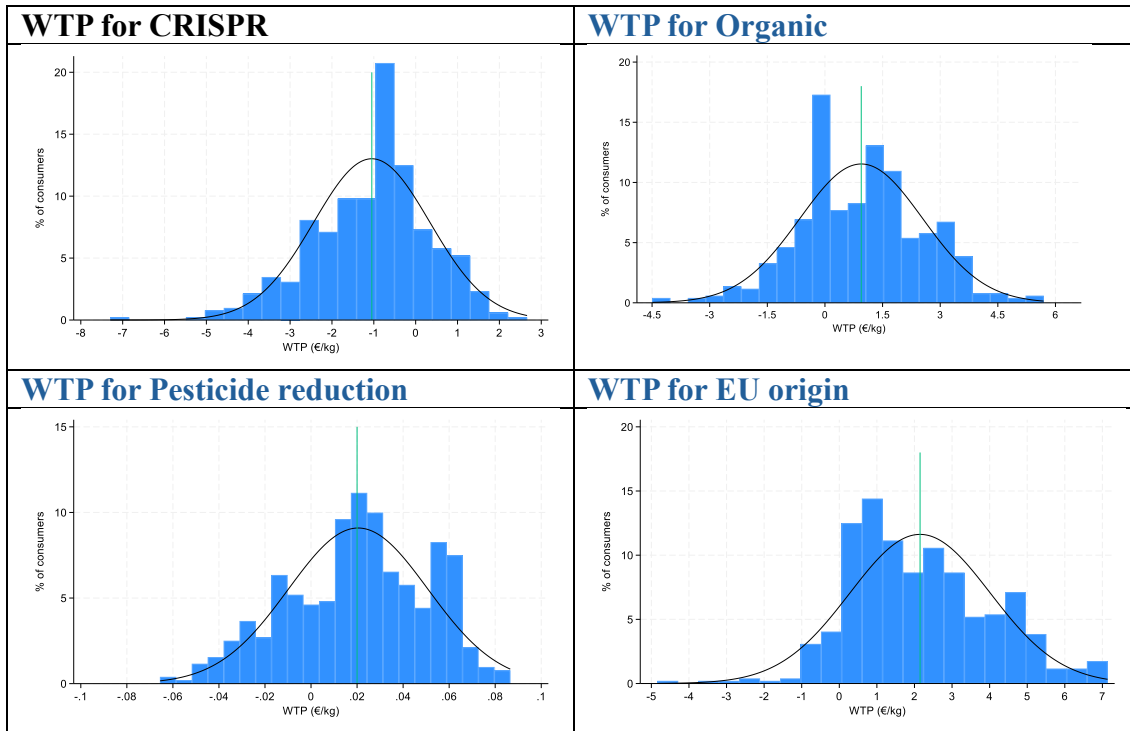 WTP for CRISPR
% of consumers
20
15
10
5
0
-8 -7 -6 -5 -4 -3 -2 -1 0 1 2 3
WTP (€/kg)
WTP for Organic
% of consumers
20
15
10
5
0
-4.5 -3 -1.5 0 1.5 3 4.5 6
WTP (€/kg)
WTP for Pesticide reduction
% of consumers
15
10
5
0
-.1 -.08 -.06 -.04 -.02 0 .02 .04 .06 .08 .1
WTP (€/kg)
WTP for EU origin
% of consumers
20
15
10
5
0
-5 -4 -3 -2 -1 0 1 2 3 4 5 6 7
WTP (€/kg)